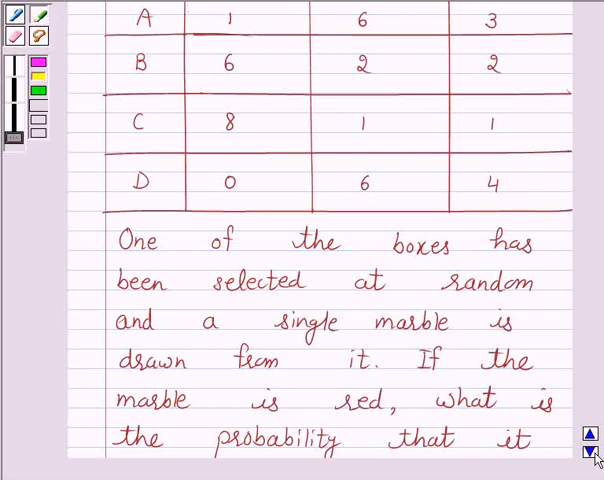 A 1 6 3
B 6 2 2
C 8 1 1
D 0 6 4
One of the boxes has
been selected at random
and a single marble is
drawn from it. If the
marble is red, what is
the probability that it